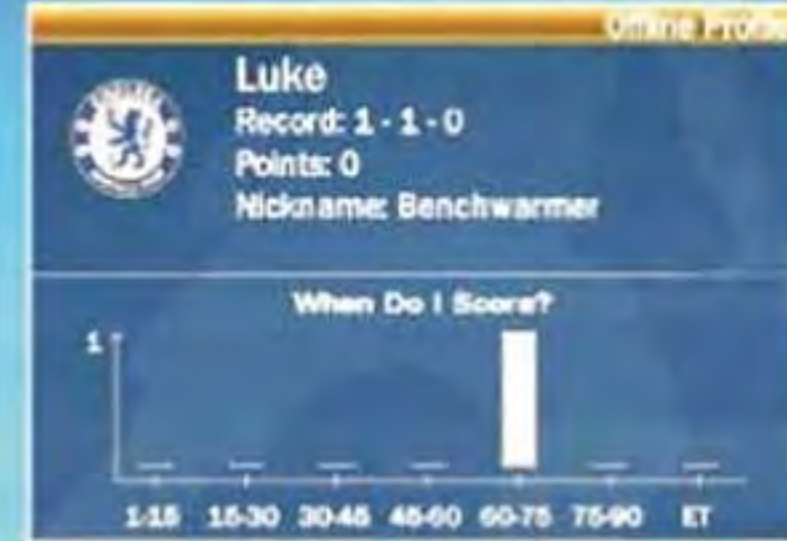 Offline Profile
Luke
Record: 1 - 1 - 0
Points: 0
Nickname: Benchwarmer
When Do I Score?
1
1-15 15-30 30-45 45-60 60-75 75-90 ET